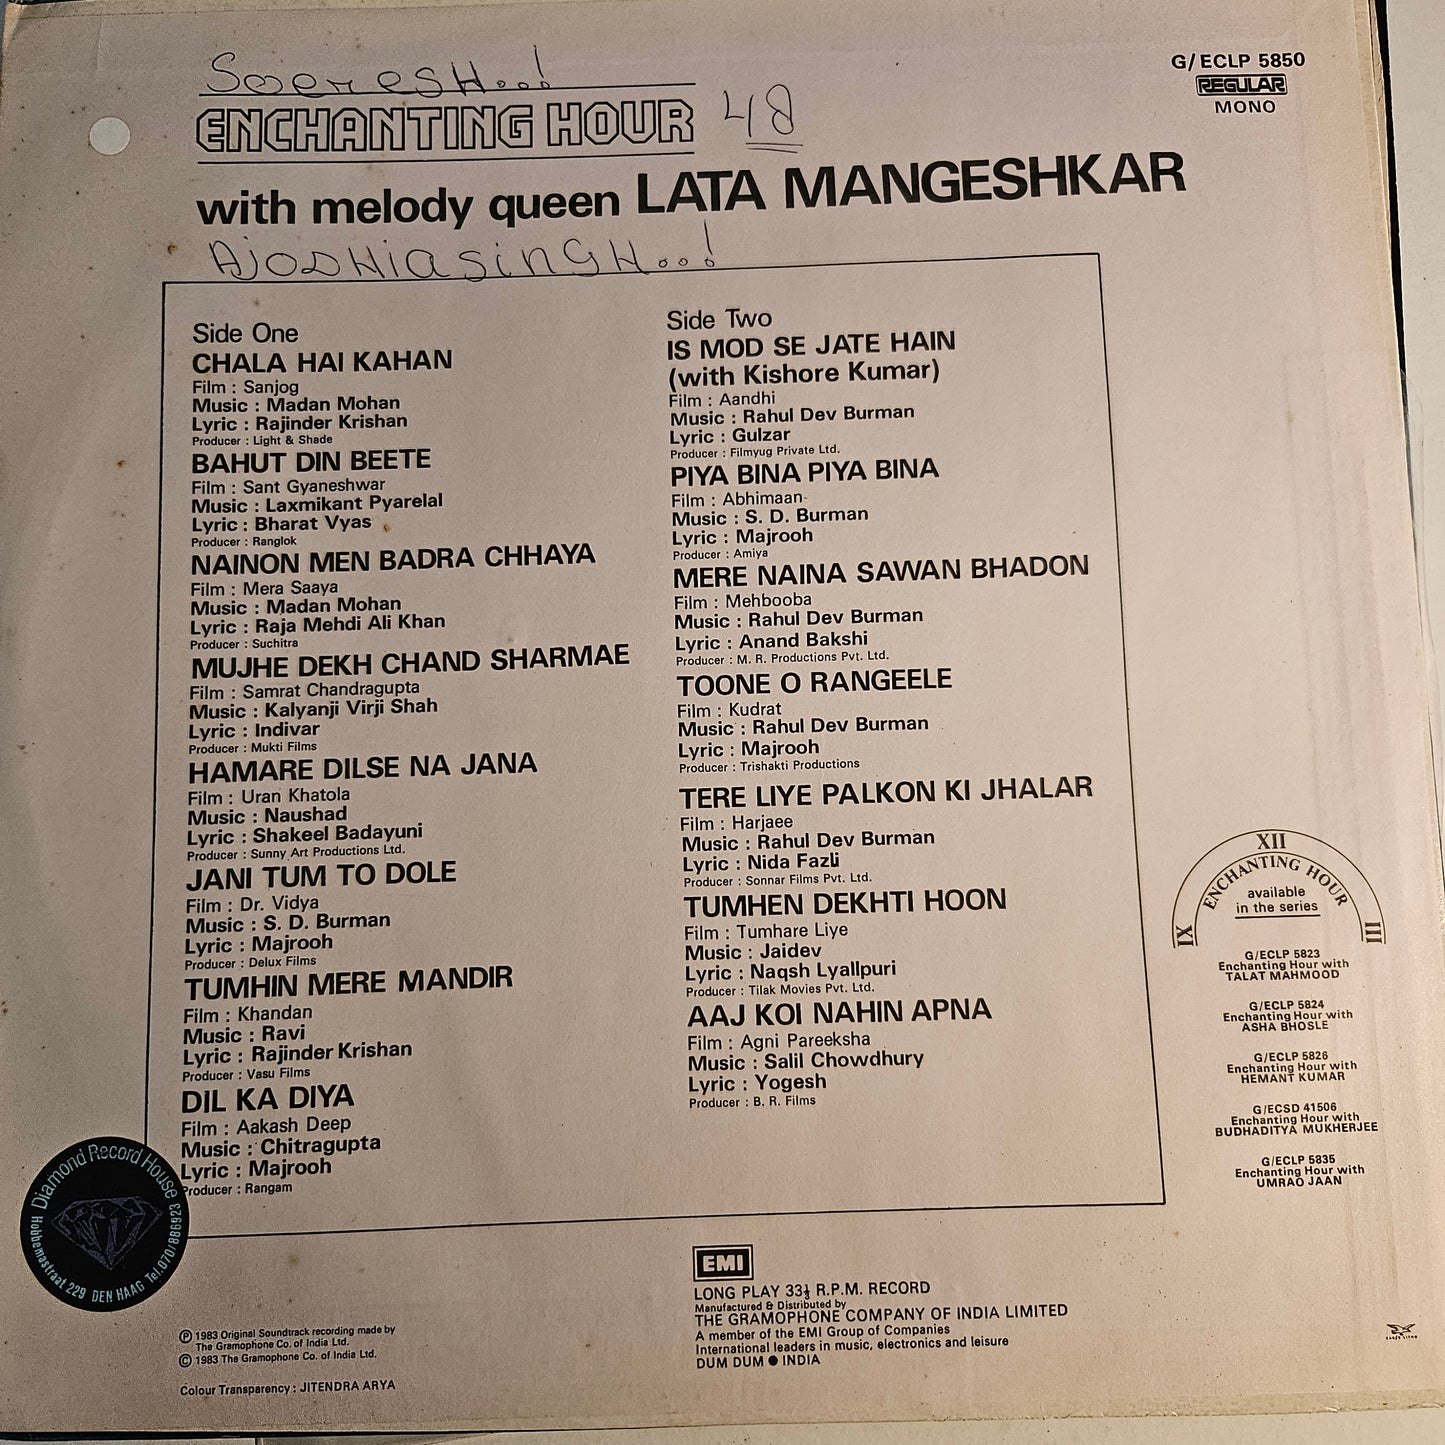 Soeresh...!
ENCHANTING HOUR 48
with melody queen LATA MANGESHKAR
AjoDHiasinGH...!
G/ECLP 5850
REGULAR
MONO
Side One
CHALA HAI KAHAN
Film : Sanjog
Music : Madan Mohan
Lyric : Rajinder Krishan
Producer : Light & Shade
BAHUT DIN BEETE
Film : Sant Gyaneshwar
Music : Laxmikant Pyarelal
Lyric : Bharat Vyas
Producer : Ranglok
NAINON MEN BADRA CHHAYA
Film : Mera Saaya
Music : Madan Mohan
Lyric : Raja Mehdi Ali Khan
Producer : Suchitra
MUJHE DEKH CHAND SHARMAE
Film : Samrat Chandragupta
Music : Kalyanji Virji Shah
Lyric : Indivar
Producer : Mukti Films
HAMARE DILSE NA JANA
Film : Uran Khatola
Music : Naushad
Lyric : Shakeel Badayuni
Producer : Sunny Art Productions Ltd.
JANI TUM TO DOLE
Film : Dr. Vidya
Music : S. D. Burman
Lyric : Majrooh
Producer : Delux Films
TUMHIN MERE MANDIR
Film : Khandan
Music : Ravi
Lyric : Rajinder Krishan
Producer : Vasu Films
DIL KA DIYA
Film : Aakash Deep
Music : Chitragupta
Lyric : Majrooh
Producer : Rangam
Side Two
IS MOD SE JATE HAIN
(with Kishore Kumar)
Film : Aandhi
Music : Rahul Dev Burman
Lyric : Gulzar
Producer : Filmyug Private Ltd.
PIYA BINA PIYA BINA
Film : Abhimaan
Music : S. D. Burman
Lyric : Majrooh
Producer : Amiya
MERE NAINA SAWAN BHADON
Film : Mehbooba
Music : Rahul Dev Burman
Lyric : Anand Bakshi
Producer : M. R. Productions Pvt. Ltd.
TOONE O RANGEELE
Film : Kudrat
Music : Rahul Dev Burman
Lyric : Majrooh
Producer : Trishakti Productions
TERE LIYE PALKON KI JHALAR
Film : Harjaee
Music : Rahul Dev Burman
Lyric : Nida Fazli
Producer : Sonnar Films Pvt. Ltd.
TUMHEN DEKHTI HOON
Film : Tumhare Liye
Music : Jaidev
Lyric : Naqsh Lyallpuri
Producer : Tilak Movies Pvt. Ltd.
AAJ KOI NAHIN APNA
Film : Agni Pareeksha
Music : Salil Chowdhury
Lyric : Yogesh
Producer : B. R. Films
IX XII III
ENCHANTING HOUR
available
in the series
G/ECLP 5823
Enchanting Hour with
TALAT MAHMOOD
G/ECLP 5824
Enchanting Hour with
ASHA BHOSLE
G/ECLP 5826
Enchanting Hour with
HEMANT KUMAR
G/ECSD 41506
Enchanting Hour with
BUDHADITYA MUKHERJEE
G/ECLP 5835
Enchanting Hour with
UMRAO JAAN
Diamond Record House
Hobbemastraat 229 DEN HAAG Tel. 070/886923
Ⓟ 1983 Original Soundtrack recording made by
The Gramophone Co. of India Ltd.
© 1983 The Gramophone Co. of India Ltd.
Colour Transparency : JITENDRA ARYA
EMI
LONG PLAY 33⅓ R.P.M. RECORD
Manufactured & Distributed by
THE GRAMOPHONE COMPANY OF INDIA LIMITED
A member of the EMI Group of Companies
International leaders in music, electronics and leisure
DUM DUM ● INDIA